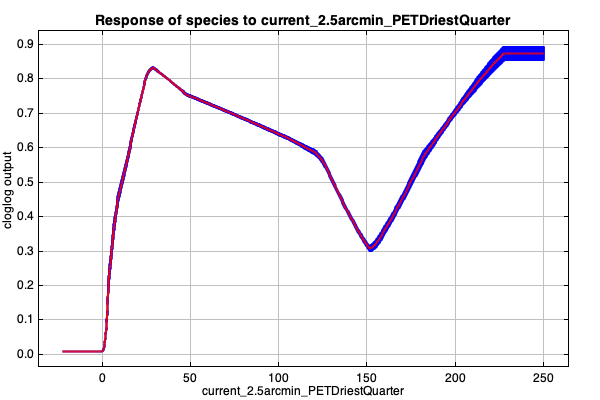 Response of species to current_2.5arcmin_PETDriestQuarter
0.9
0.8
0.7
0.6
0.5
0.4
0.3
0.2
0.1
0.0
cloglog output
0 50 100 150 200 250
current_2.5arcmin_PETDriestQuarter